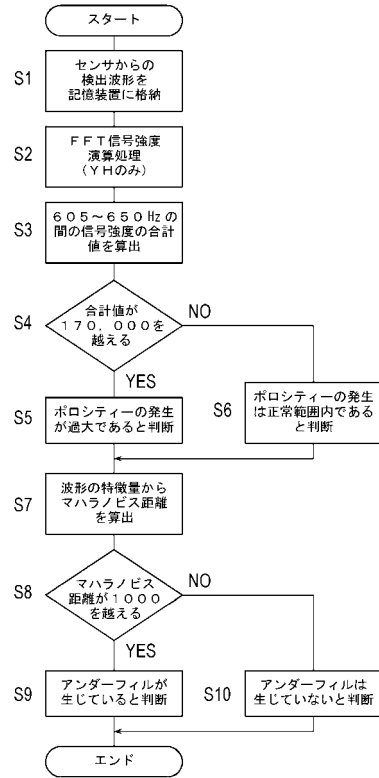 スタート
S1
センサからの
検出波形を
記憶装置に格納
S2
ＦＦＴ信号強度
演算処理
（ＹＨのみ）
S3
６０５～６５０Ｈｚの
間の信号強度の合計
値を算出
S4
合計値が
１７０，０００を
越える
NO
YES
S5
ポロシティーの発生
が過大であると判断
S6
ポロシティーの発生
は正常範囲内である
と判断
S7
波形の特徴量から
マハラノビス距離
を算出
S8
マハラノビス
距離が１０００
を越える
NO
YES
S9
アンダーフィルが
生じていると判断
S10
アンダーフィルは
生じていないと判断
エンド